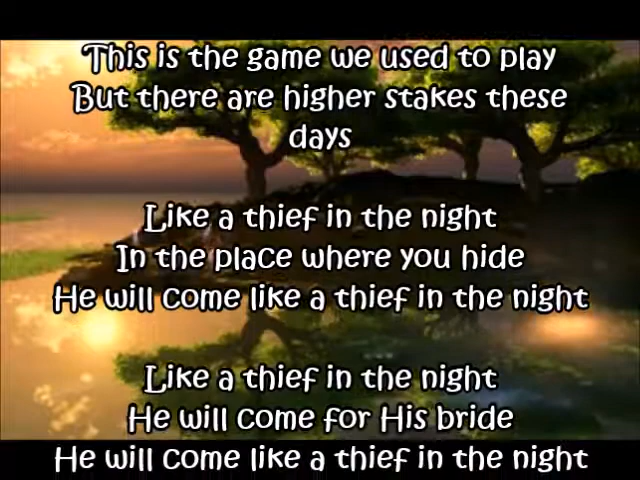 This is the game we used to play
But there are higher stakes these
days
Like a thief in the night
In the place where you hide
He will come like a thief in the night
Like a thief in the night
He will come for His bride
He will come like a thief in the night